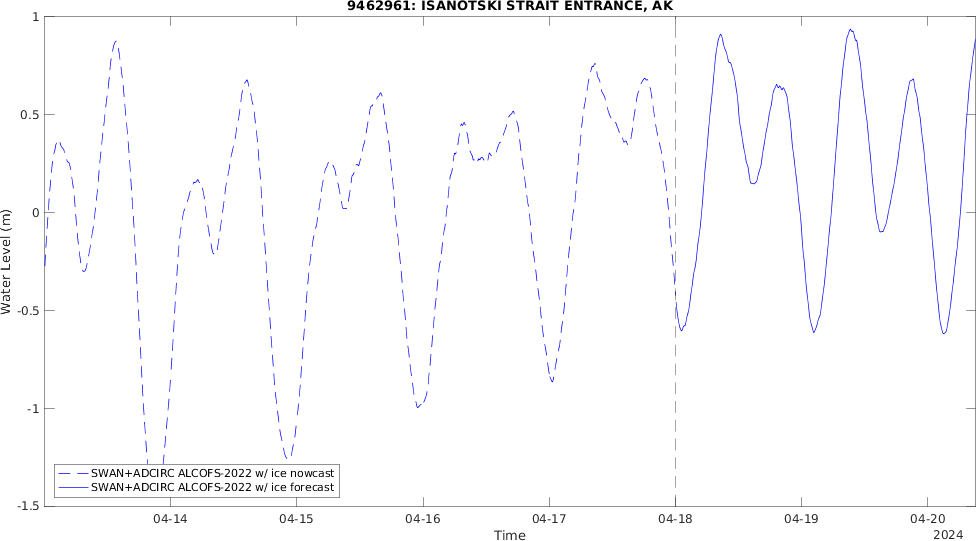 9462961: ISANOTSKI STRAIT ENTRANCE, AK
Water Level (m)
1
0.5
0
-0.5
-1
-1.5
SWAN+ADCIRC ALCOFS-2022 w/ ice nowcast
SWAN+ADCIRC ALCOFS-2022 w/ ice forecast
04-14 04-15 04-16 04-17 04-18 04-19 04-20
Time
2024